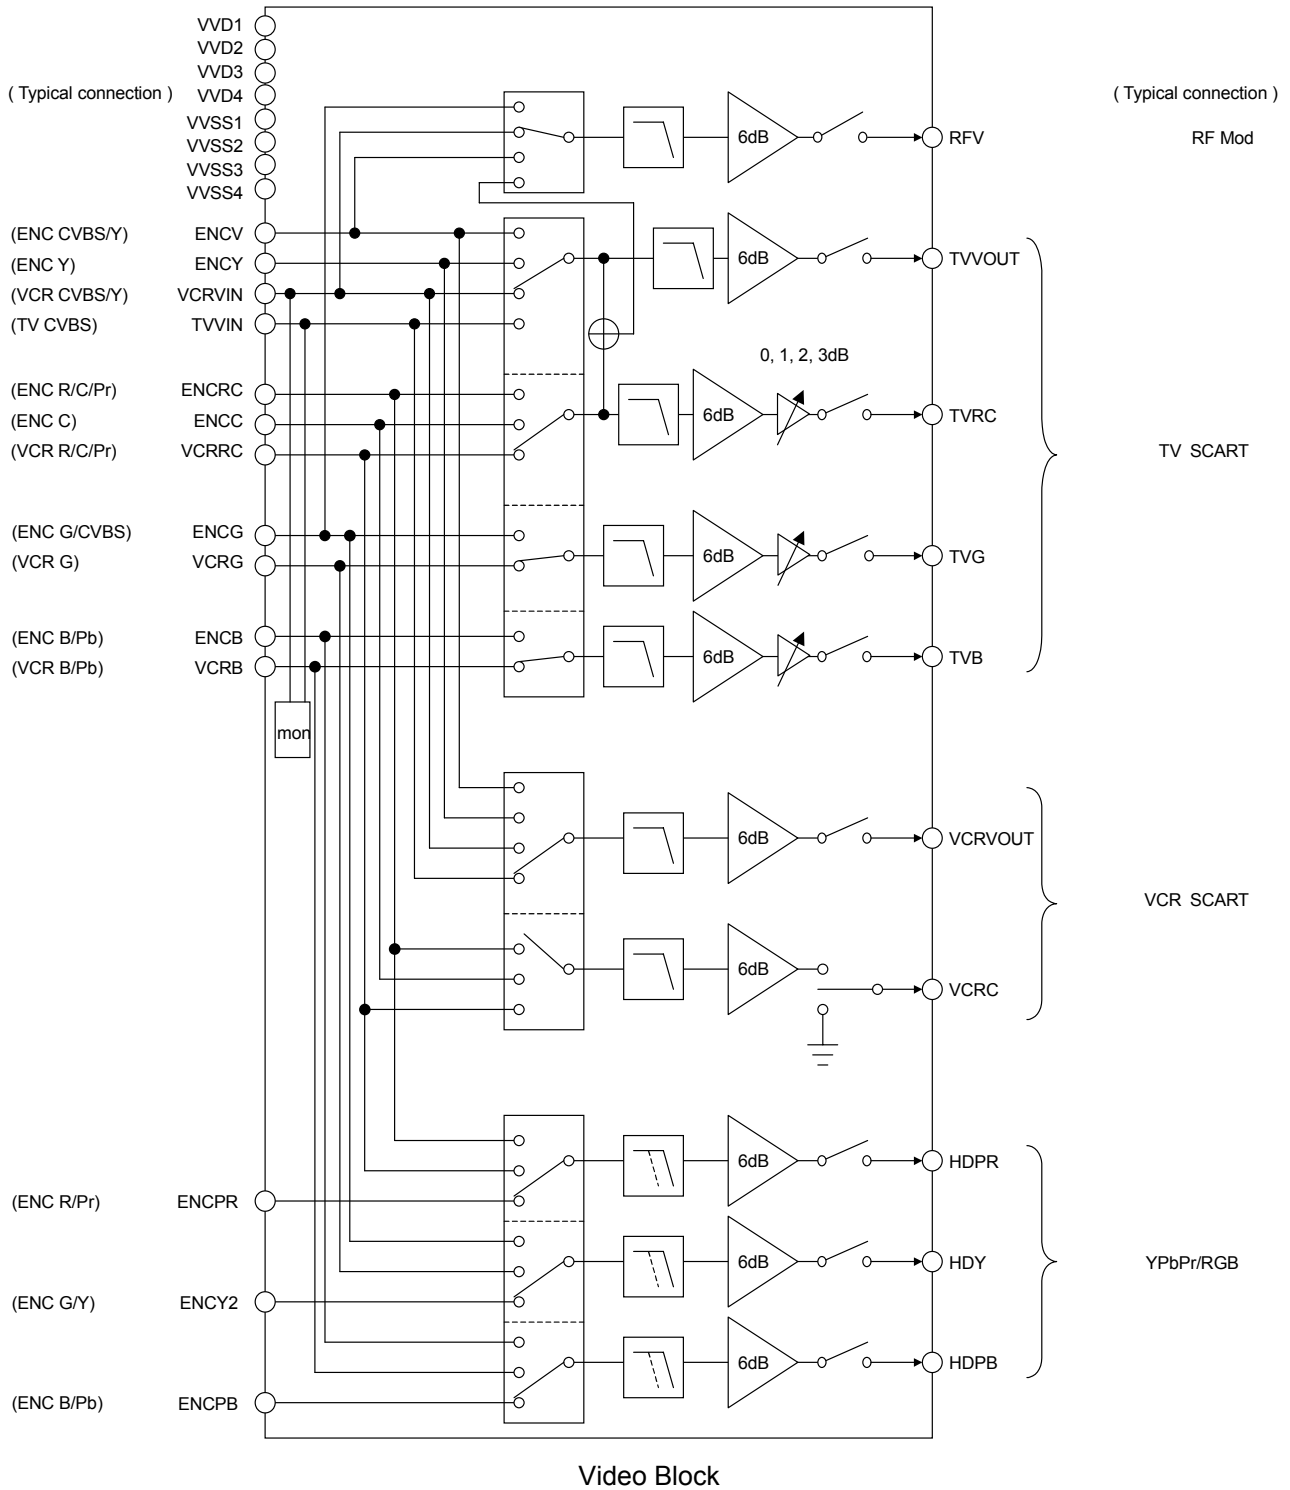 VVD1
VVD2
VVD3
( Typical connection ) VVD4 ( Typical connection )
VVSS1
VVSS2
VVSS3
VVSS4
6dB RFV RF Mod
(ENC CVBS/Y) ENCV
(ENC Y) ENCY
6dB TVVOUT
(VCR CVBS/Y) VCRVIN
(TV CVBS) TVVIN
0, 1, 2, 3dB
(ENC R/C/Pr) ENCRC
6dB TVRC
(ENC C) ENCC
(VCR R/C/Pr) VCRRC
TV SCART
(ENC G/CVBS) ENCG
6dB TVG
(VCR G) VCRG
(ENC B/Pb) ENCB
6dB TVB
(VCR B/Pb) VCRB
mon
6dB VCRVOUT
VCR SCART
6dB
VCRC
6dB HDPR
(ENC R/Pr) ENCPR
6dB HDY YPbPr/RGB
(ENC G/Y) ENCY2
6dB HDPB
(ENC B/Pb) ENCPB
Video Block